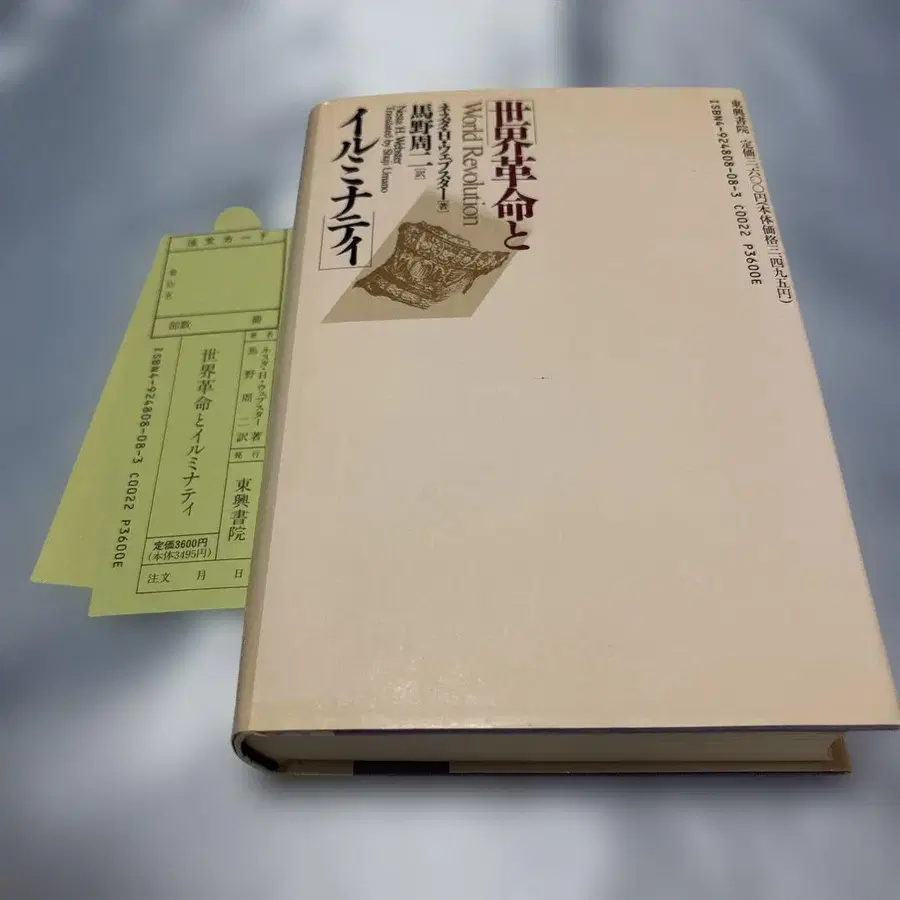 世界革命と
World Revolution
イルミナティ
ネスタ・H・ウェブスター[著]
馬野周二[訳]
Nesta H. Webster
Translated by Shuji Umano
東興書院 定価三、六〇〇円(本体価格三、四九五円)
ISBN4-924808-08-3 C0022 P3600E
部数
冊
書名
ネスタ・H・ウェブスター著
馬野周二訳
発行
東興書院
世界革命とイルミナティ
定価3600円
(本体3495円)
注文 月 日
ISBN4-924808-08-3 C0022 P3600E